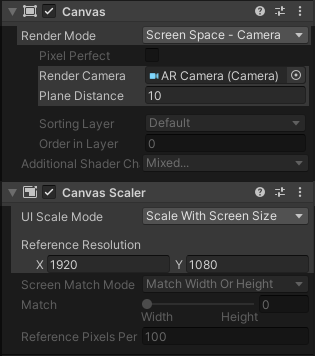 Canvas
Render Mode Screen Space - Camera
Pixel Perfect
Render Camera AR Camera (Camera)
Plane Distance 10
Sorting Layer Default
Order in Layer 0
Additional Shader Ch Mixed...
Canvas Scaler
UI Scale Mode Scale With Screen Size
Reference Resolution
X 1920 Y 1080
Screen Match Mode Match Width Or Height
Match 0
Width Height
Reference Pixels Per 100